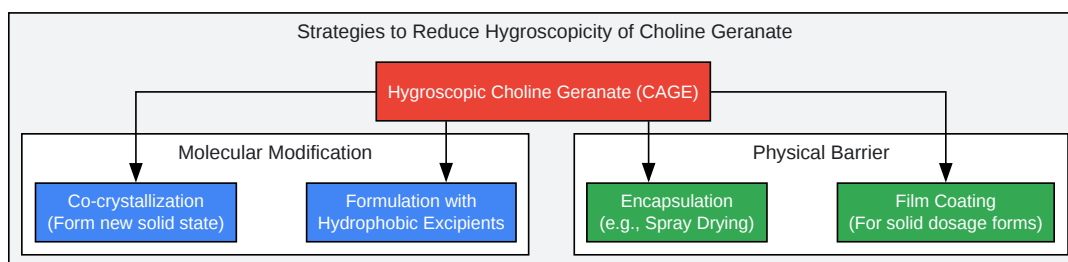 Strategies to Reduce Hygroscopicity of Choline Geranate
Hygroscopic Choline Geranate (CAGE)
Molecular Modification
Co-crystallization
(Form new solid state)
Formulation with
Hydrophobic Excipients
Physical Barrier
Encapsulation
(e.g., Spray Drying)
Film Coating
(For solid dosage forms)